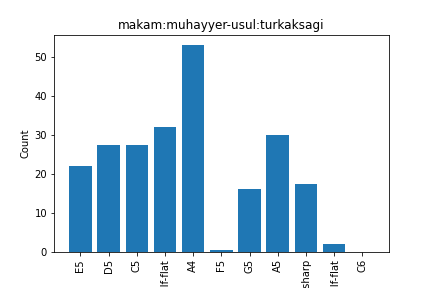 makam:muhayyer-usul:turkaksagi
50
40
30
20
10
0
Count
E5
D5
C5
lf-flat
A4
F5
G5
A5
sharp
lf-flat
C6